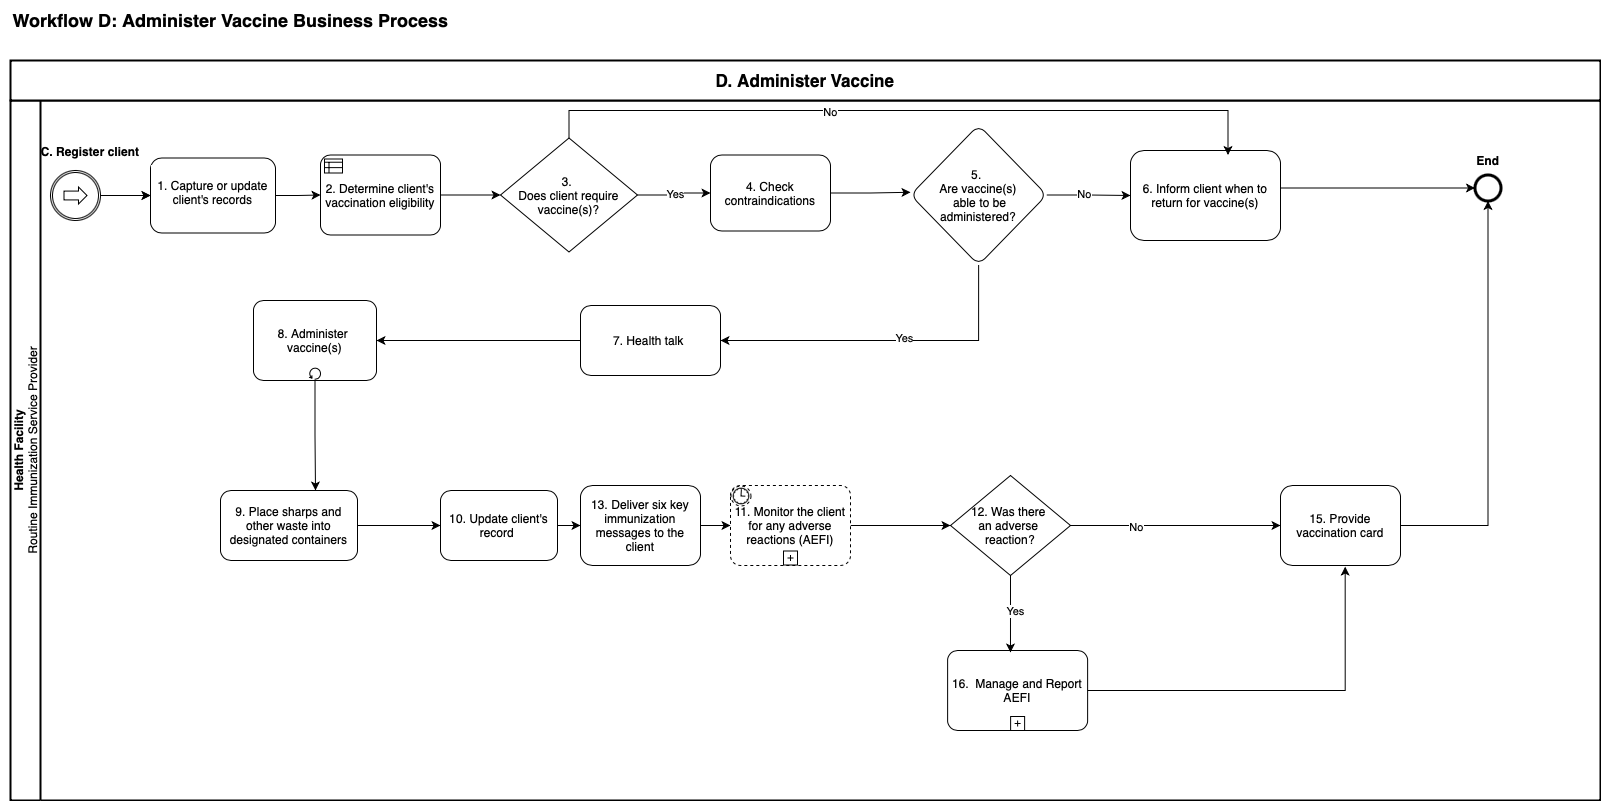 Workflow D: Administer Vaccine Business Process
D. Administer Vaccine
Health Facility
Routine Immunization Service Provider
C. Register client
1. Capture or update
client's records
2. Determine client's
vaccination eligibility
3.
Does client require
vaccine(s)?
No
Yes
4. Check
contraindications
5.
Are vaccine(s)
able to be
administered?
No
6. Inform client when to
return for vaccine(s)
End
Yes
7. Health talk
8. Administer
vaccine(s)
9. Place sharps and
other waste into
designated containers
10. Update client's
record
13. Deliver six key
immunization
messages to the
client
11. Monitor the client
for any adverse
reactions (AEFI)
12. Was there
an adverse
reaction?
No
15. Provide
vaccination card
Yes
16. Manage and Report
AEFI